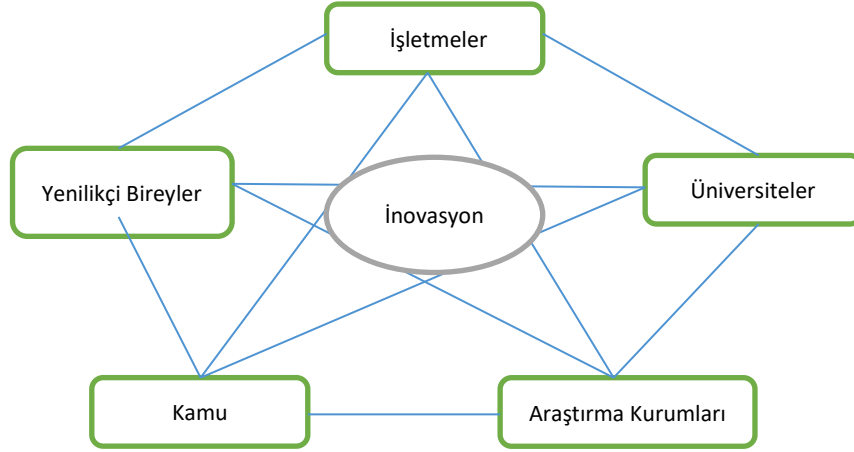 İşletmeler
Yenilikçi Bireyler
Üniversiteler
İnovasyon
Kamu
Araştırma Kurumları